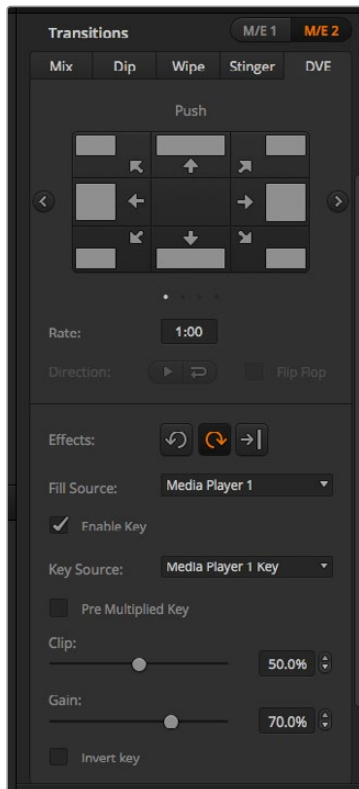 Transitions M/E 1 M/E 2
Mix Dip Wipe Stinger DVE
Push
Rate: 1:00
Direction: Flip Flop
Effects:
Fill Source: Media Player 1
Enable Key
Key Source: Media Player 1 Key
Pre Multiplied Key
Clip:
50.0%
Gain:
70.0%
Invert key